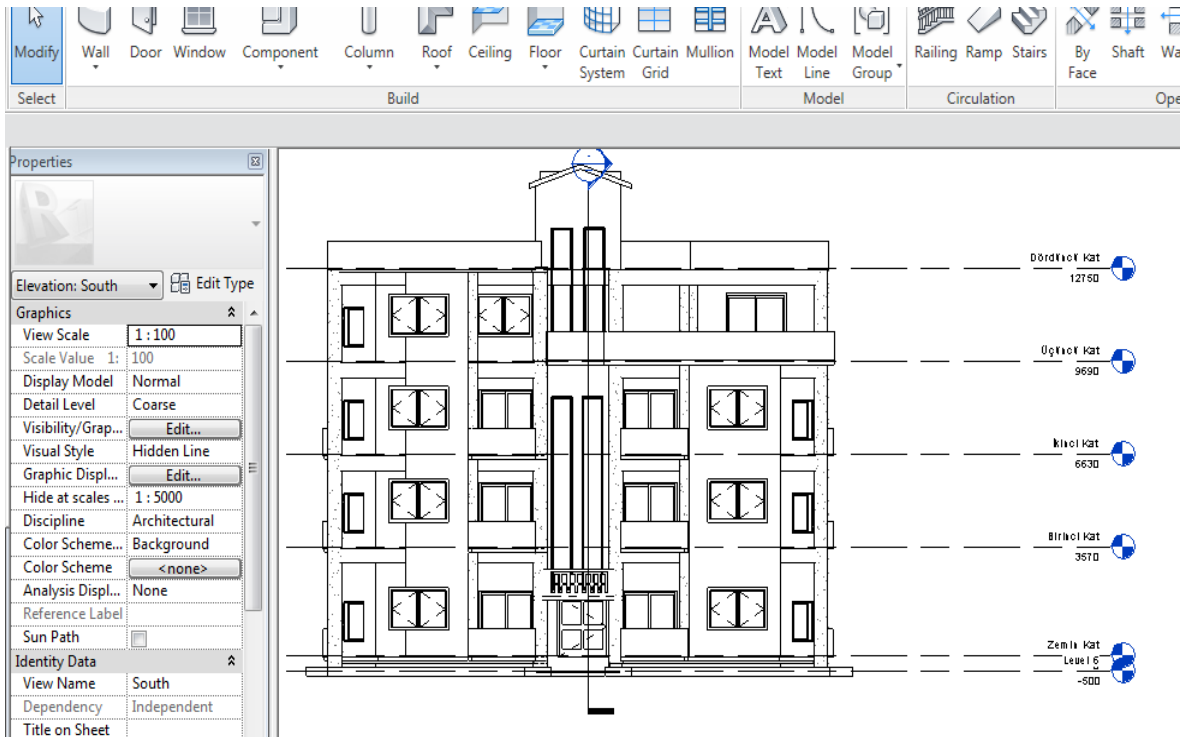 Modify Wall Door Window Component Column Roof Ceiling Floor Curtain System Curtain Grid Mullion Model Text Model Line Model Group Railing Ramp Stairs By Face Shaft Wa
Select Build Model Circulation Ope
Properties
Elevation: South Edit Type
Graphics
View Scale 1 : 100
Scale Value 1: 100
Display Model Normal
Detail Level Coarse
Visibility/Grap... Edit...
Visual Style Hidden Line
Graphic Displ... Edit...
Hide at scales ... 1 : 5000
Discipline Architectural
Color Scheme... Background
Color Scheme <none>
Analysis Displ... None
Reference Label
Sun Path
Identity Data
View Name South
Dependency Independent
Title on Sheet
Kat
12750
Kat
9690
İkinci Kat
6630
Birinci Kat
3570
Zemin Kat
Level 6
-500